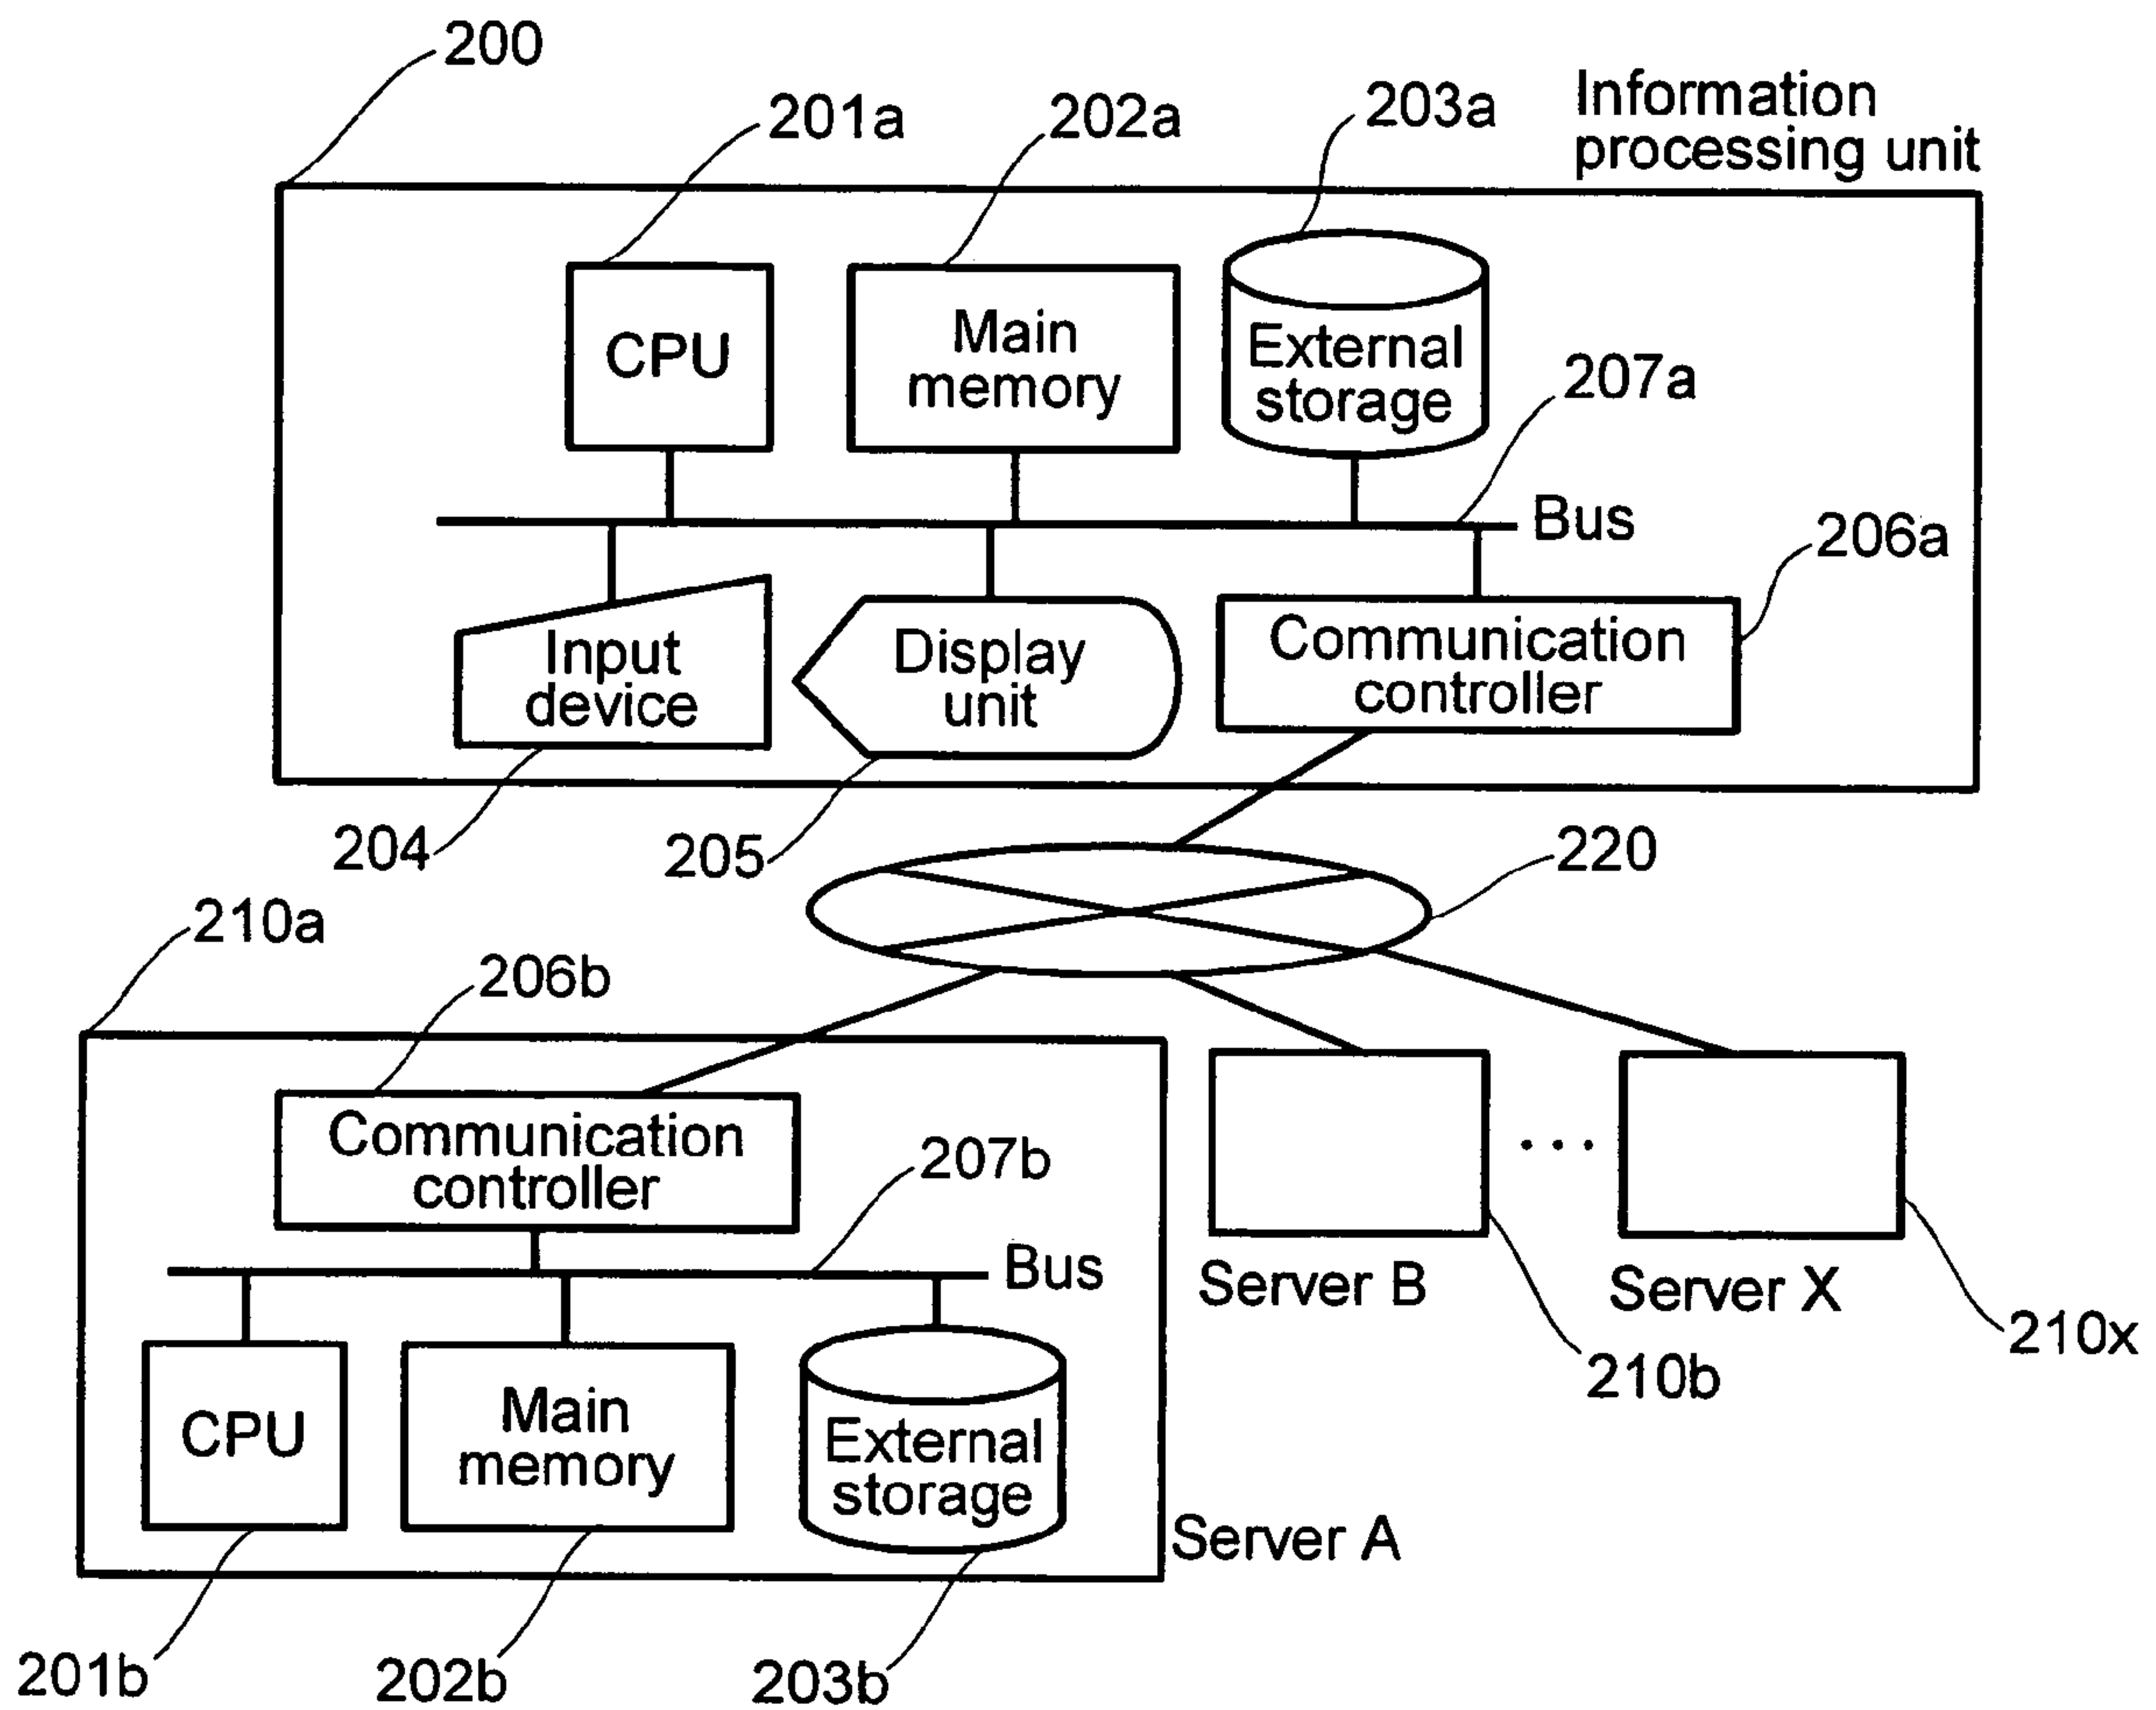 200
201a
202a
203a
Information
processing unit
CPU
Main
memory
External
storage
207a
Bus
206a
Input
device
Display
unit
Communication
controller
204
205
220
210a
206b
Communication
controller
207b
Bus
CPU
Main
memory
External
storage
Server A
Server B
...
Server X
210b
210x
201b
202b
203b